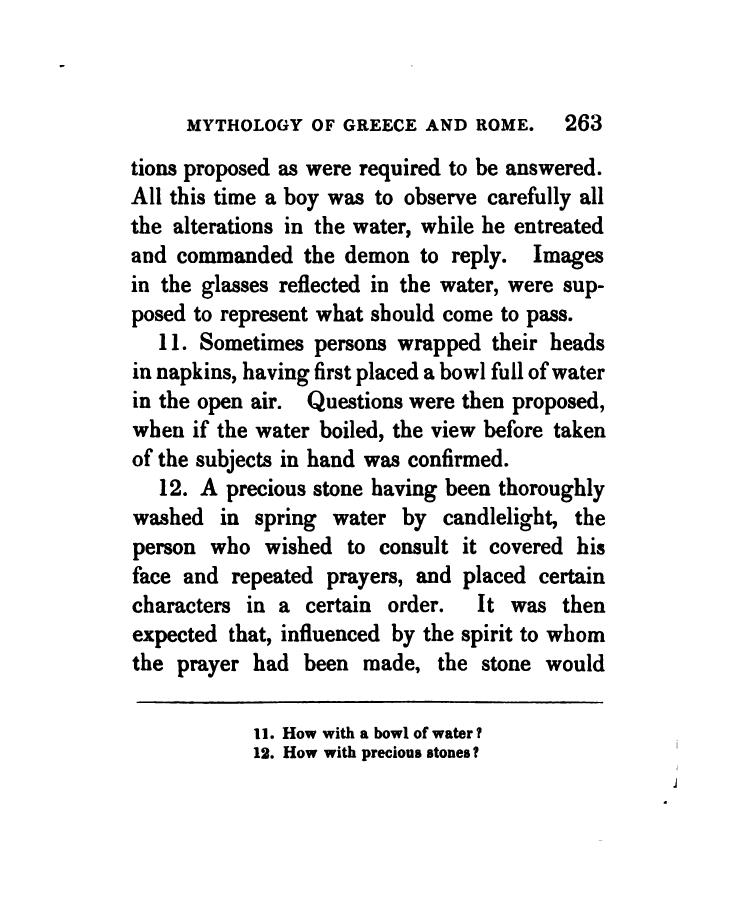 MYTHOLOGY OF GREECE AND ROME. 263
tions proposed as were required to be answered.
All this time a boy was to observe carefully all
the alterations in the water, while he entreated
and commanded the demon to reply. Images
in the glasses reflected in the water, were sup-
posed to represent what should come to pass.
11. Sometimes persons wrapped their heads
in napkins, having first placed a bowl full of water
in the open air. Questions were then proposed,
when if the water boiled, the view before taken
of the subjects in hand was confirmed.
12. A precious stone having been thoroughly
washed in spring water by candlelight, the
person who wished to consult it covered his
face and repeated prayers, and placed certain
characters in a certain order. It was then
expected that, influenced by the spirit to whom
the prayer had been made, the stone would
11. How with a bowl of water?
12. How with precious stones?